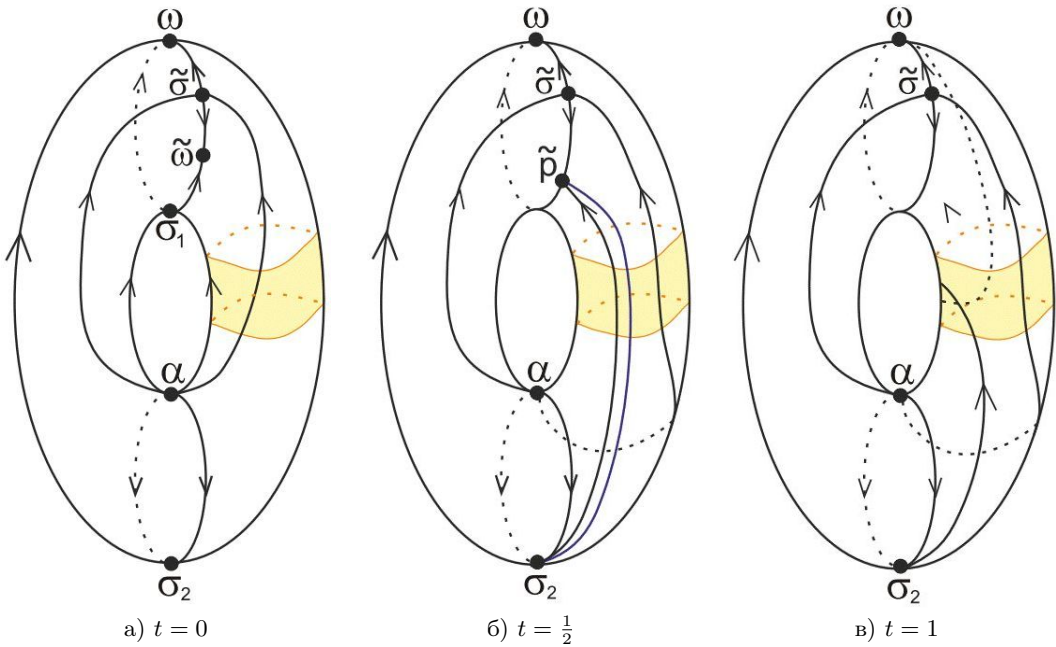 ω ω ω
σ̃ σ̃ σ̃
ω̃ p̃
σ₁
α α α
σ₂ σ₂ σ₂
а) t = 0 б) t = 1/2 в) t = 1